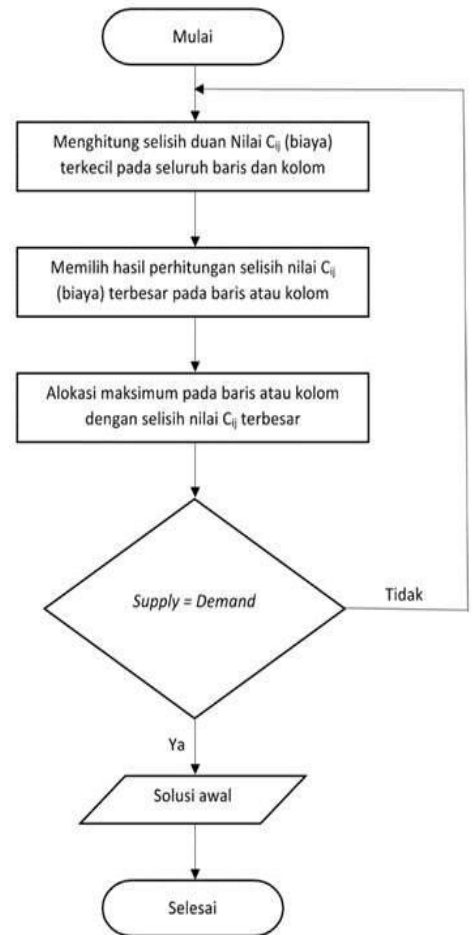 Mulai
Menghitung selisih duan Nilai Cij (biaya)
terkecil pada seluruh baris dan kolom
Memilih hasil perhitungan selisih nilai Cij
(biaya) terbesar pada baris atau kolom
Alokasi maksimum pada baris atau kolom
dengan selisih nilai Cij terbesar
Supply = Demand
Tidak
Ya
Solusi awal
Selesai